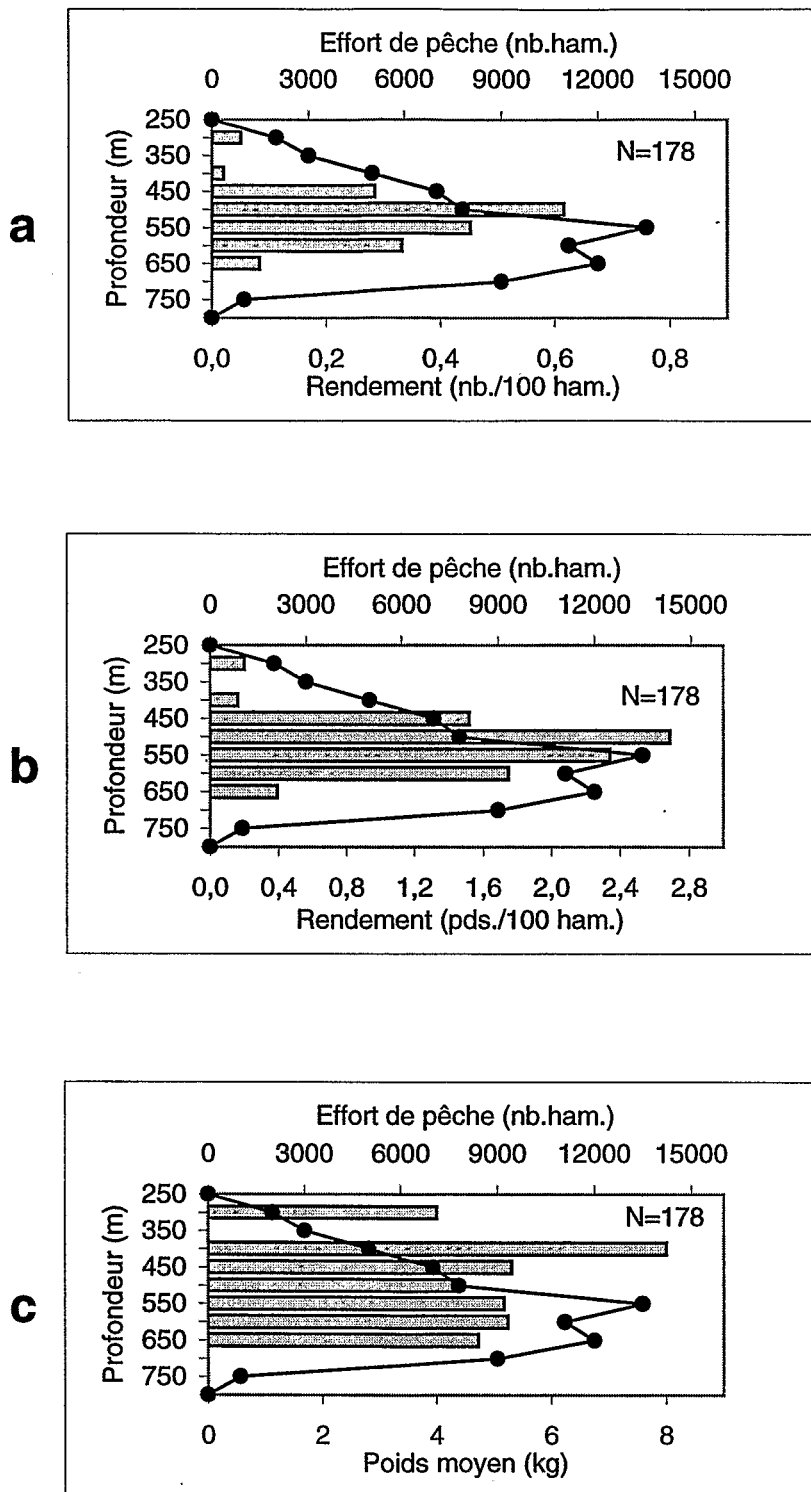 a
Effort de pêche (nb.ham.)
0 3000 6000 9000 12000 15000
Profondeur (m)
250
350
450
550
650
750
N=178
0,0 0,2 0,4 0,6 0,8
Rendement (nb./100 ham.)
b
Effort de pêche (nb.ham.)
0 3000 6000 9000 12000 15000
Profondeur (m)
250
350
450
550
650
750
N=178
0,0 0,4 0,8 1,2 1,6 2,0 2,4 2,8
Rendement (pds./100 ham.)
c
Effort de pêche (nb.ham.)
0 3000 6000 9000 12000 15000
Profondeur (m)
250
350
450
550
650
750
N=178
0 2 4 6 8
Poids moyen (kg)